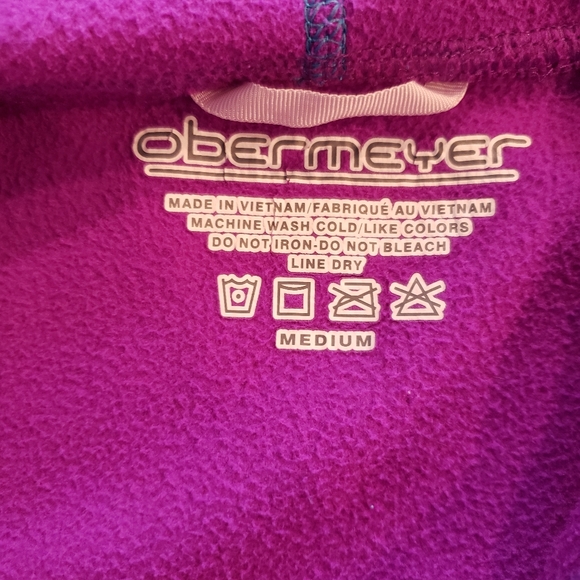 obermeyer
MADE IN VIETNAM/FABRIQUÉ AU VIETNAM
MACHINE WASH COLD/LIKE COLORS
DO NOT IRON-DO NOT BLEACH
LINE DRY
MEDIUM